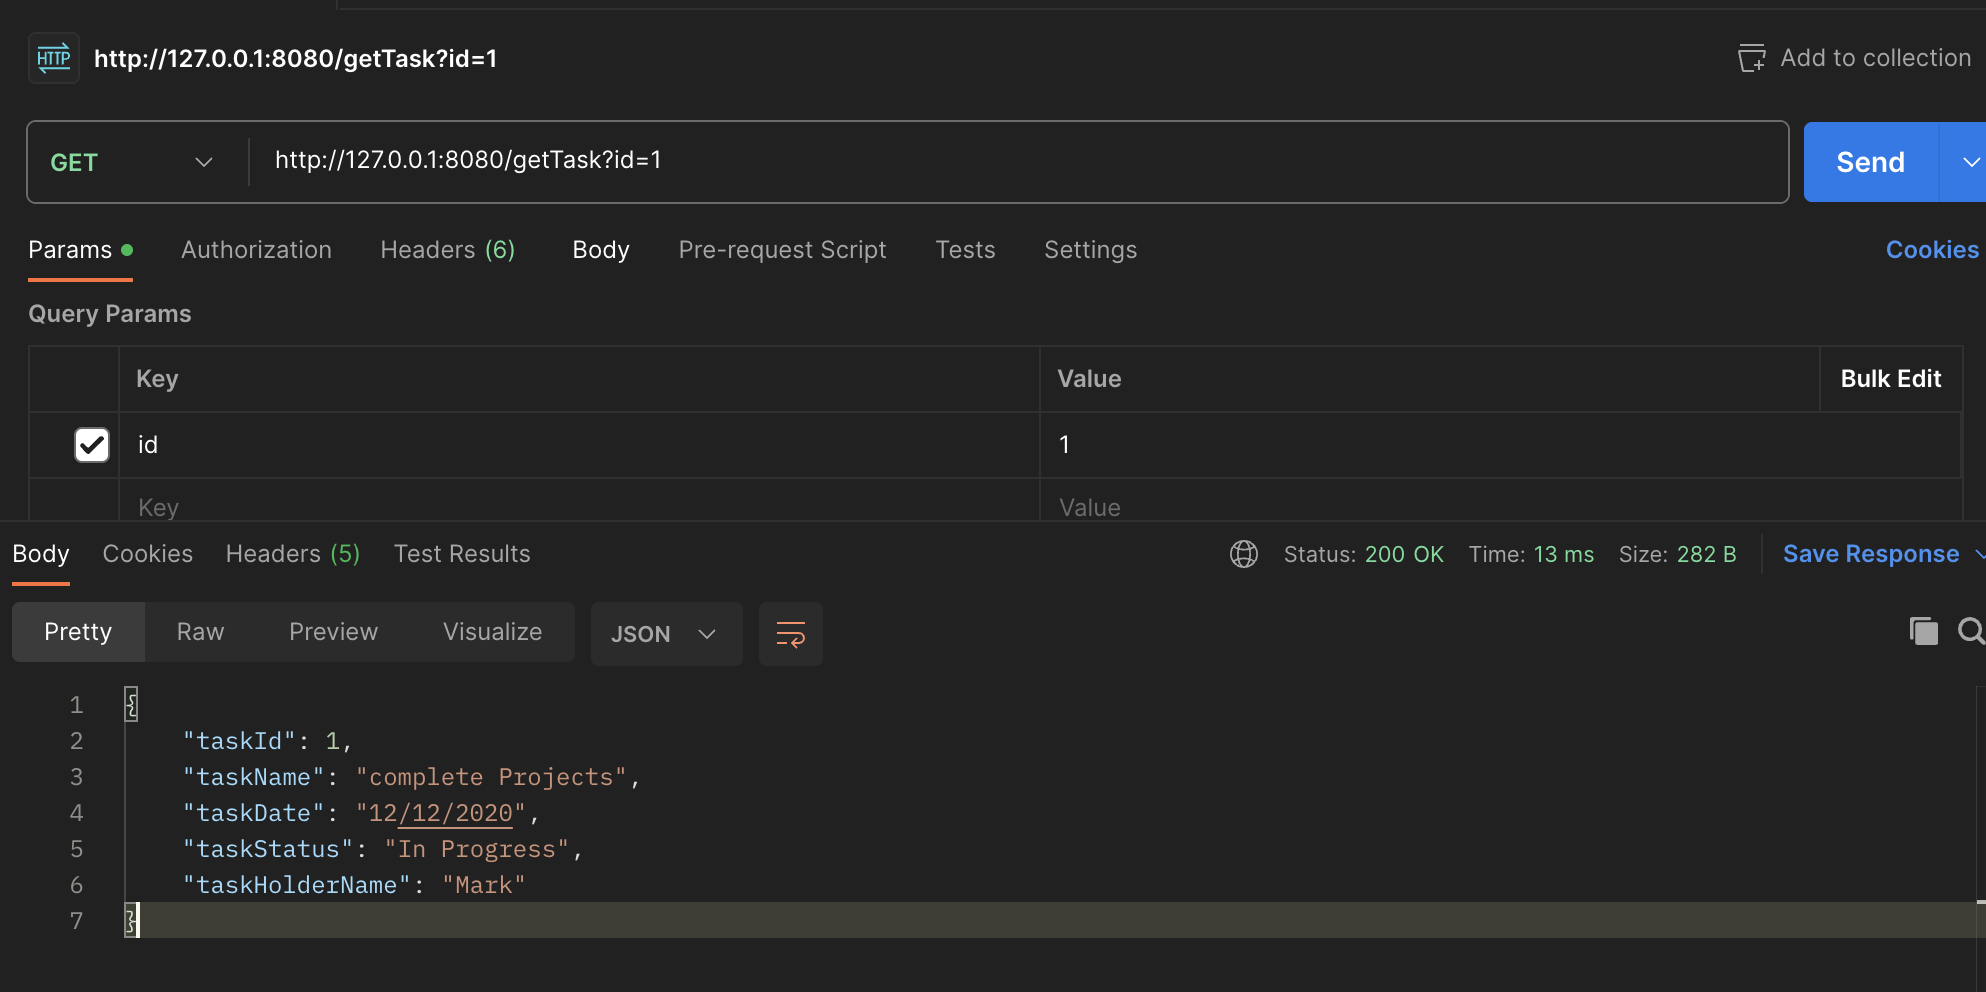 HTTP http://127.0.0.1:8080/getTask?id=1 Add to collection
GET http://127.0.0.1:8080/getTask?id=1 Send
Params Authorization Headers (6) Body Pre-request Script Tests Settings Cookies
Query Params
Key Value Bulk Edit
id 1
Key Value
Body Cookies Headers (5) Test Results Status: 200 OK Time: 13 ms Size: 282 B Save Response
Pretty Raw Preview Visualize JSON
1 {
2 "taskId": 1,
3 "taskName": "complete Projects",
4 "taskDate": "12/12/2020",
5 "taskStatus": "In Progress",
6 "taskHolderName": "Mark"
7 }